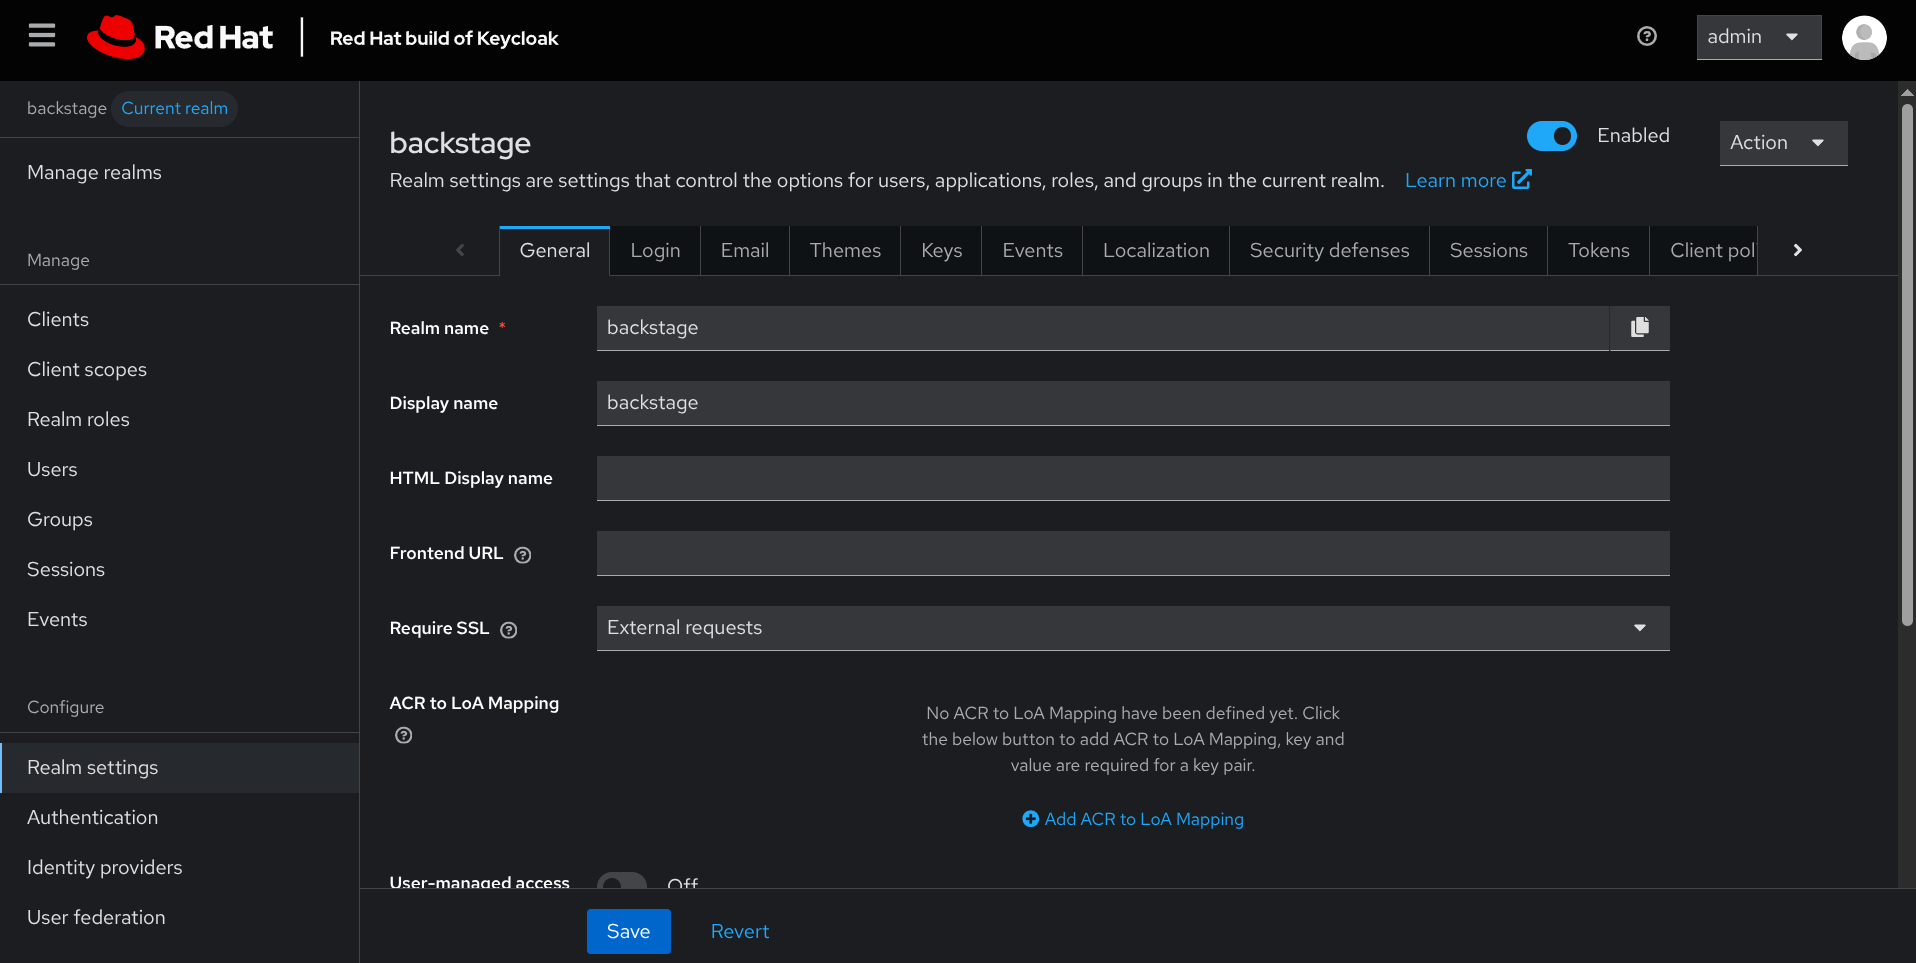 Red Hat
Red Hat build of Keycloak
admin
backstage Current realm
Manage realms
Manage
Clients
Client scopes
Realm roles
Users
Groups
Sessions
Events
Configure
Realm settings
Authentication
Identity providers
User federation
backstage
Enabled
Action
Realm settings are settings that control the options for users, applications, roles, and groups in the current realm. Learn more
General Login Email Themes Keys Events Localization Security defenses Sessions Tokens Client pol
Realm name * backstage
Display name backstage
HTML Display name
Frontend URL
Require SSL External requests
ACR to LoA Mapping
No ACR to LoA Mapping have been defined yet. Click
the below button to add ACR to LoA Mapping, key and
value are required for a key pair.
Add ACR to LoA Mapping
User-managed access Off
Save Revert